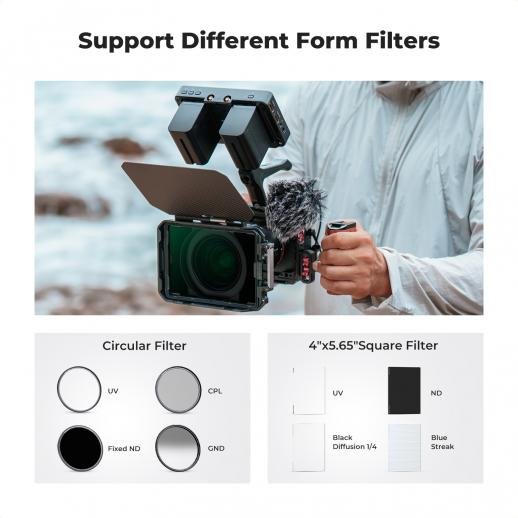 Support Different Form Filters
Circular Filter
UV
CPL
Fixed ND
GND
4"x5.65"Square Filter
UV
ND
Black
Diffusion 1/4
Blue
Streak